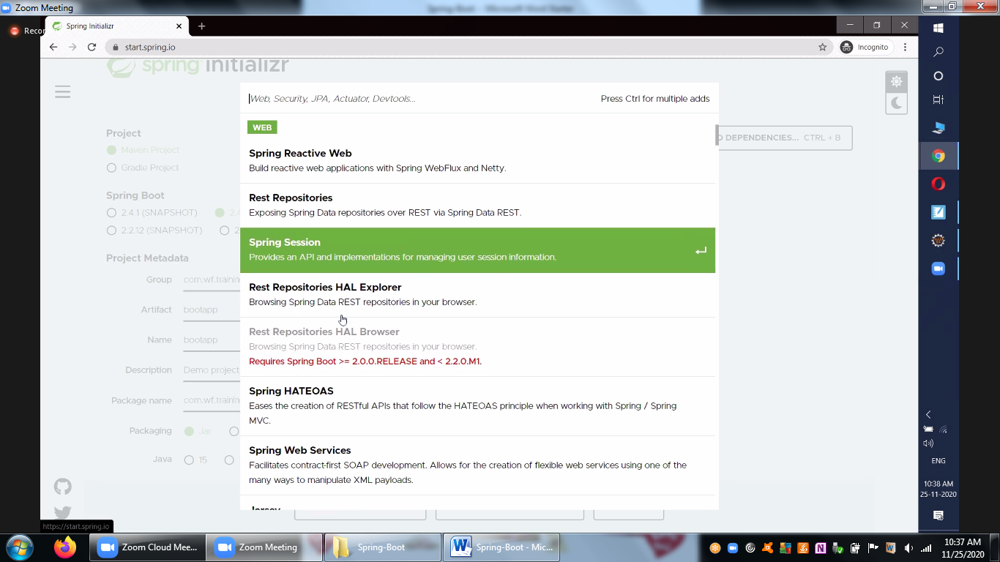 Zoom Meeting
Spring-Boot - Microsoft Word Starter
Recor
Spring Initializr
start.spring.io
Incognito
spring initializr
Web, Security, JPA, Actuator, Devtools...
Press Ctrl for multiple adds
WEB
Project
Maven Project
Gradle Project
D DEPENDENCIES... CTRL + B
Spring Reactive Web
Build reactive web applications with Spring WebFlux and Netty.
Spring Boot
2.4.1 (SNAPSHOT)
2.4
2.2.12 (SNAPSHOT)
2
Rest Repositories
Exposing Spring Data repositories over REST via Spring Data REST.
Spring Session
Provides an API and implementations for managing user session information.
Project Metadata
Group com.wf.trainin
Artifact bootapp
Name bootapp
Description Demo project
Package name com.wf.trainin
Packaging Jar
Java 15
Rest Repositories HAL Explorer
Browsing Spring Data REST repositories in your browser.
Rest Repositories HAL Browser
Browsing Spring Data REST repositories in your browser.
Requires Spring Boot >= 2.0.0.RELEASE and < 2.2.0.M1.
Spring HATEOAS
Eases the creation of RESTful APIs that follow the HATEOAS principle when working with Spring / Spring
MVC.
Spring Web Services
Facilitates contract-first SOAP development. Allows for the creation of flexible web services using one of the
many ways to manipulate XML payloads.
Jersey
https://start.spring.io
ENG
10:38 AM
25-11-2020
Zoom Cloud Mee...
Zoom Meeting
Spring-Boot
Spring-Boot - Mic...
10:37 AM
11/25/2020